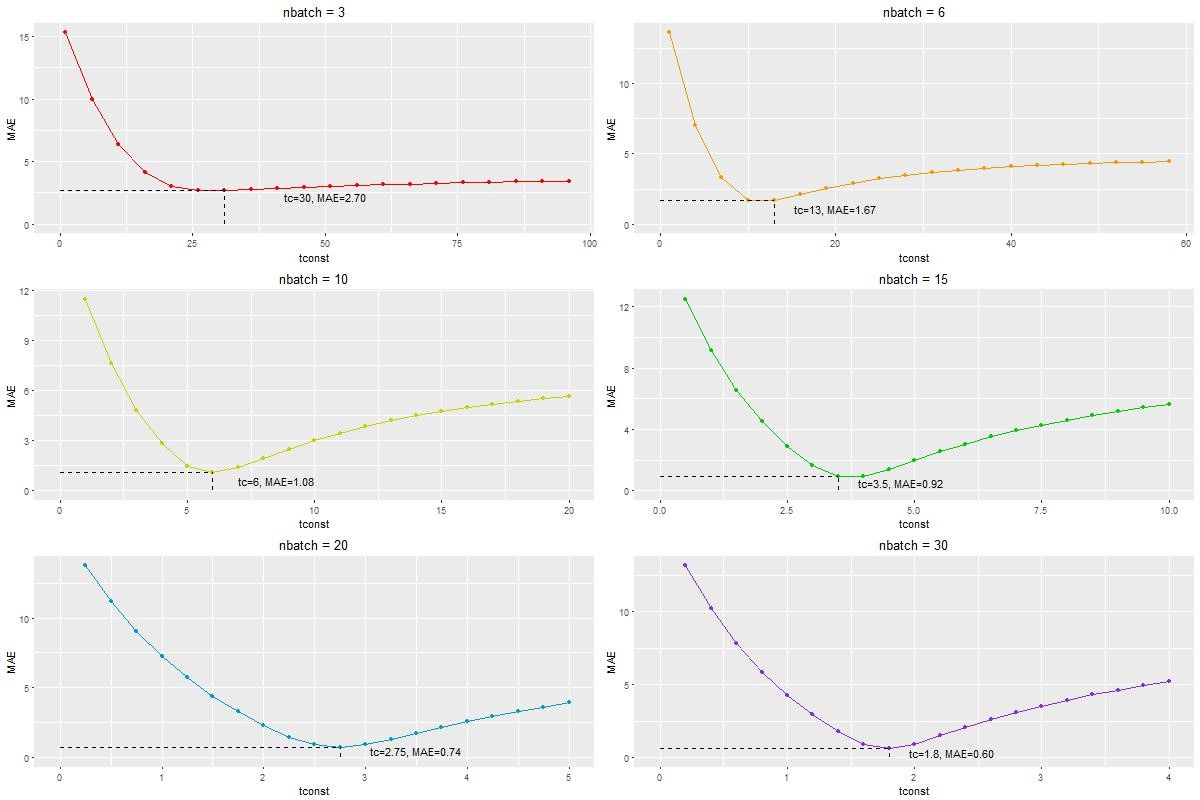 nbatch = 3
15
10
5
0
MAE
tc=30, MAE=2.70
0 25 50 75 100
tconst
nbatch = 6
10
5
0
MAE
tc=13, MAE=1.67
0 20 40 60
tconst
nbatch = 10
12
9
6
3
0
MAE
tc=6, MAE=1.08
0 5 10 15 20
tconst
nbatch = 15
12
8
4
0
MAE
tc=3.5, MAE=0.92
0.0 2.5 5.0 7.5 10.0
tconst
nbatch = 20
10
5
0
MAE
tc=2.75, MAE=0.74
0 1 2 3 4 5
tconst
nbatch = 30
10
5
0
MAE
tc=1.8, MAE=0.60
0 1 2 3 4
tconst